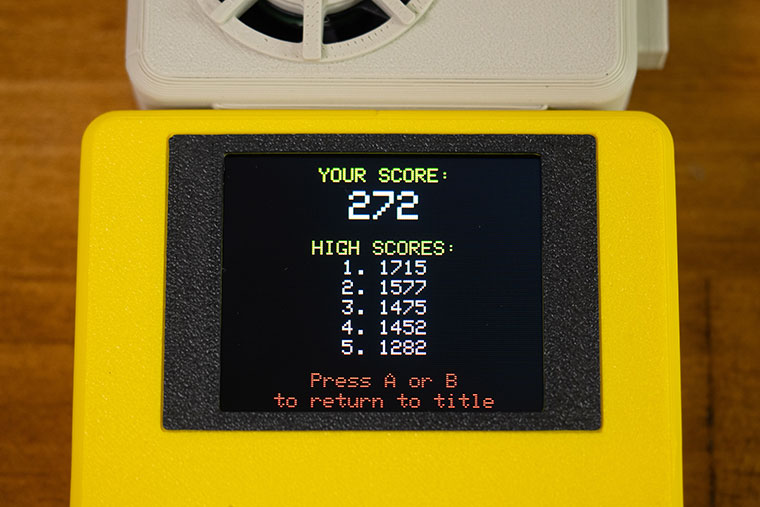 YOUR SCORE:
272
HIGH SCORES:
1. 1715
2. 1577
3. 1475
4. 1452
5. 1282
Press A or B
to return to title